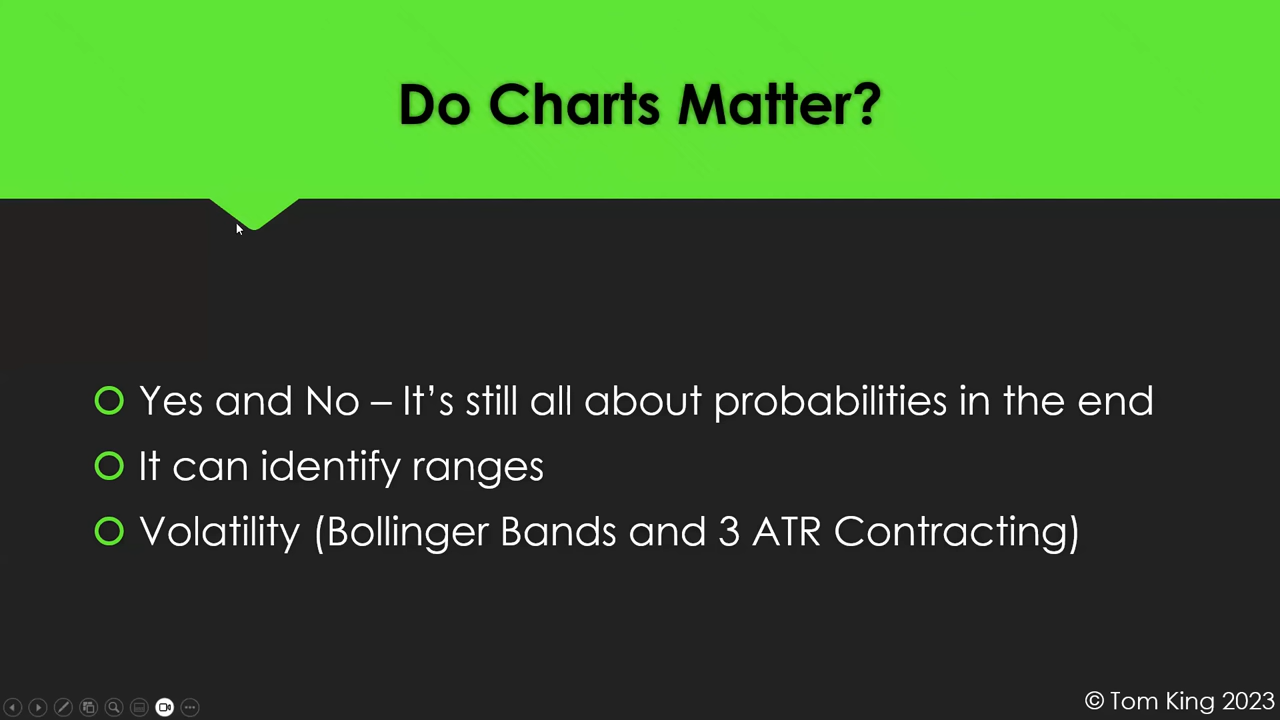 Do Charts Matter?
Yes and No – It’s still all about probabilities in the end
It can identify ranges
Volatility (Bollinger Bands and 3 ATR Contracting)
© Tom King 2023